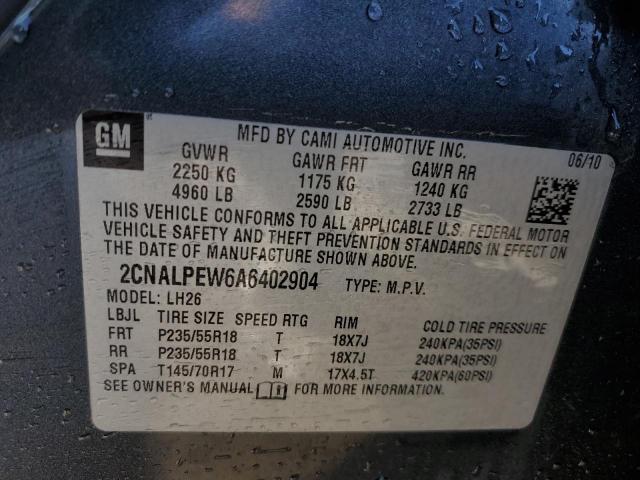 GM
MFD BY CAMI AUTOMOTIVE INC.
06/10
GVWR GAWR FRT GAWR RR
2250 KG 1175 KG 1240 KG
4960 LB 2590 LB 2733 LB
THIS VEHICLE CONFORMS TO ALL APPLICABLE U.S. FEDERAL MOTOR
VEHICLE SAFETY AND THEFT PREVENTION STANDARDS IN EFFECT ON
THE DATE OF MANUFACTURE SHOWN ABOVE.
2CNALPEW6A6402904 TYPE: M.P.V.
MODEL: LH26
LBJL TIRE SIZE SPEED RTG RIM COLD TIRE PRESSURE
FRT P235/55R18 T 18X7J 240KPA(35PSI)
RR P235/55R18 T 18X7J 240KPA(35PSI)
SPA T145/70R17 M 17X4.5T 420KPA(60PSI)
SEE OWNER'S MANUAL FOR MORE INFORMATION.